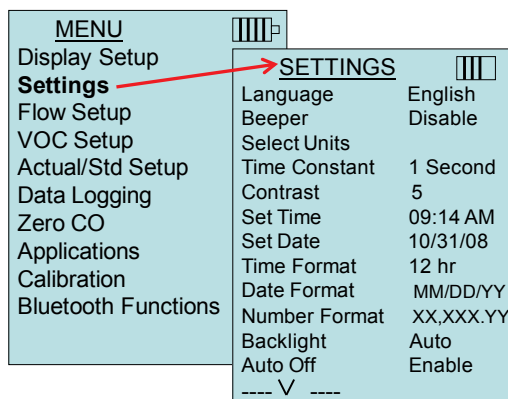 MENU
Display Setup
Settings
Flow Setup
VOC Setup
Actual/Std Setup
Data Logging
Zero CO
Applications
Calibration
Bluetooth Functions
SETTINGS
Language English
Beeper Disable
Select Units
Time Constant 1 Second
Contrast 5
Set Time 09:14 AM
Set Date 10/31/08
Time Format 12 hr
Date Format MM/DD/YY
Number Format XX,XXX.YY
Backlight Auto
Auto Off Enable
---- V ----